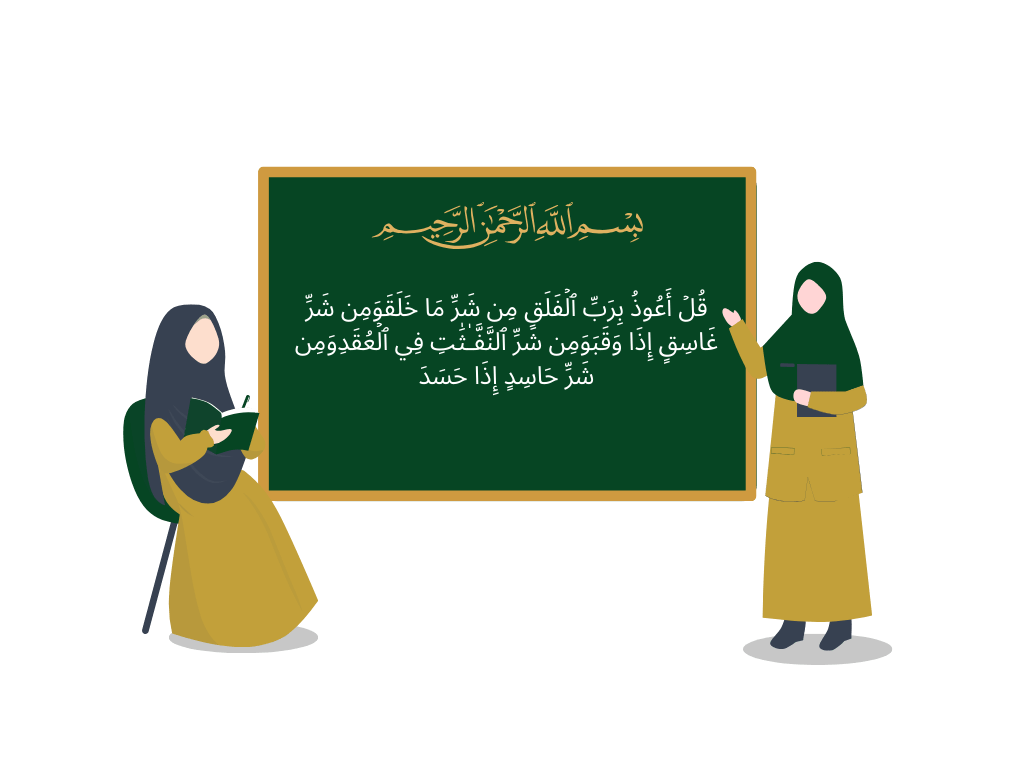 بِسْمِ اللَّهِ الرَّحْمَٰنِ الرَّحِيمِ
قُلْ أَعُوذُ بِرَبِّ ٱلْفَلَقِ مِن شَرِّ مَا خَلَقَوَمِن شَرِّ
غَاسِقٍ إِذَا وَقَبَوَمِن شَرِّ ٱلنَّفَّـٰثَـٰتِ فِي ٱلْعُقَدِوَمِن
شَرِّ حَاسِدٍ إِذَا حَسَدَ